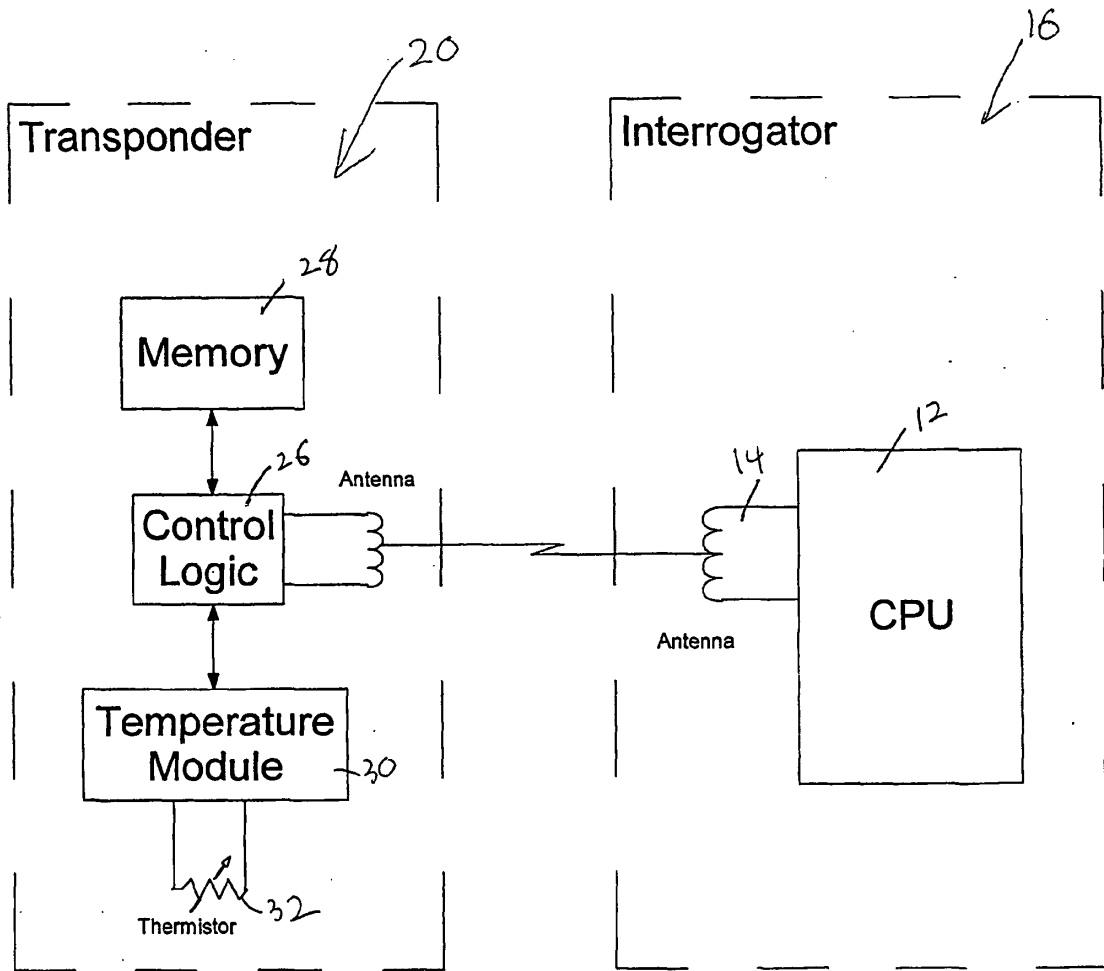 20
16
Transponder
Interrogator
28
Memory
26
Control
Logic
Antenna
14
Antenna
12
CPU
Temperature
Module
30
32
Thermistor